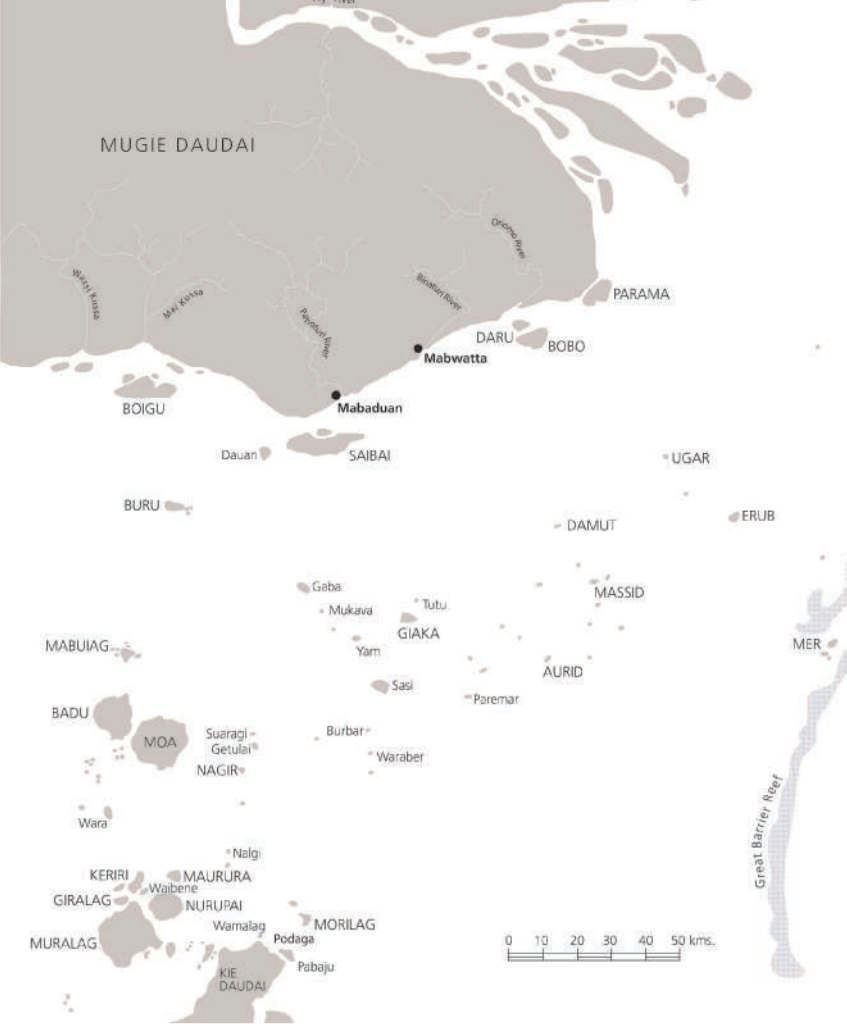 MUGIE DAUDAI
Oriomo River
Wassi Kussa
Mai Kussa
Binaturi River
PARAMA
Pahoturi River
DARU
BOBO
Mabwatta
BOIGU
Mabaduan
Dauan
SAIBAI
UGAR
BURU
ERUB
DAMUT
Gaba
MASSID
Tutu
Mukava
GIAKA
MABUIAG
MER
Yam
AURID
Sasi
Paremar
BADU
Suaragi
Burbar
MOA
Getulai
Waraber
NAGIR
Wara
Great Barrier Reef
Nalgi
KERIRI
MAURURA
Waibene
GIRALAG
NURUPAI
Wamalag
MORILAG
MURALAG
Podaga
0 10 20 30 40 50 kms.
Pabaju
KIE
DAUDAI